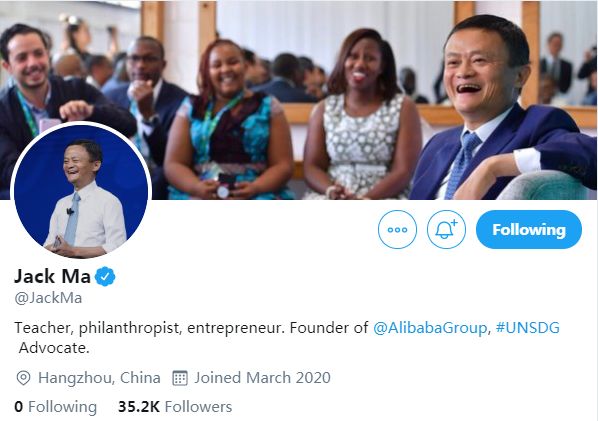 Following
Jack Ma
@JackMa
Teacher, philanthropist, entrepreneur. Founder of @AlibabaGroup, #UNSDG
Advocate.
Hangzhou, China Joined March 2020
0 Following 35.2K Followers